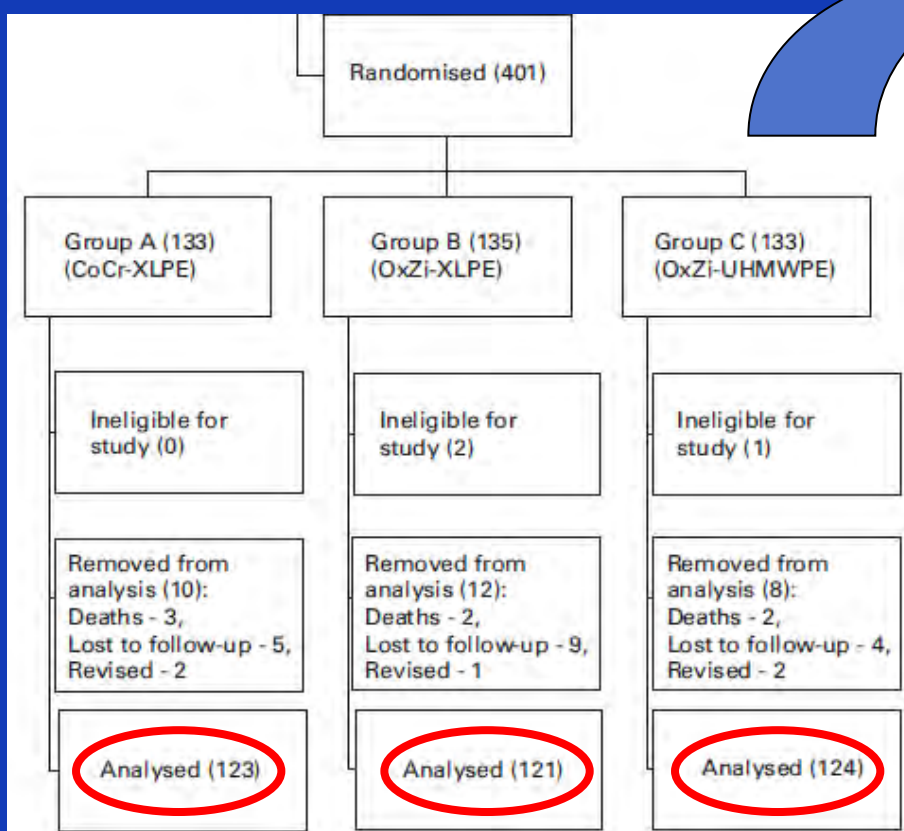 Randomised (401)
Group A (133)
(CoCr-XLPE)
Group B (135)
(OxZi-XLPE)
Group C (133)
(OxZi-UHMWPE)
Ineligible for
study (0)
Ineligible for
study (2)
Ineligible for
study (1)
Removed from
analysis (10):
Deaths - 3,
Lost to follow-up - 5,
Revised - 2
Removed from
analysis (12):
Deaths - 2,
Lost to follow-up - 9,
Revised - 1
Removed from
analysis (8):
Deaths - 2,
Lost to follow-up - 4,
Revised - 2
Analysed (123)
Analysed (121)
Analysed (124)